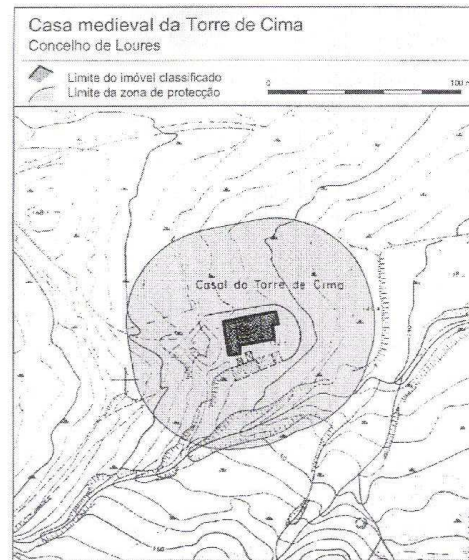 Casa medieval da Torre de Cima
Concelho de Loures
Limite do imóvel classificado
Limite da zona de protecção
0 100 m
Casal da Torre de Cima